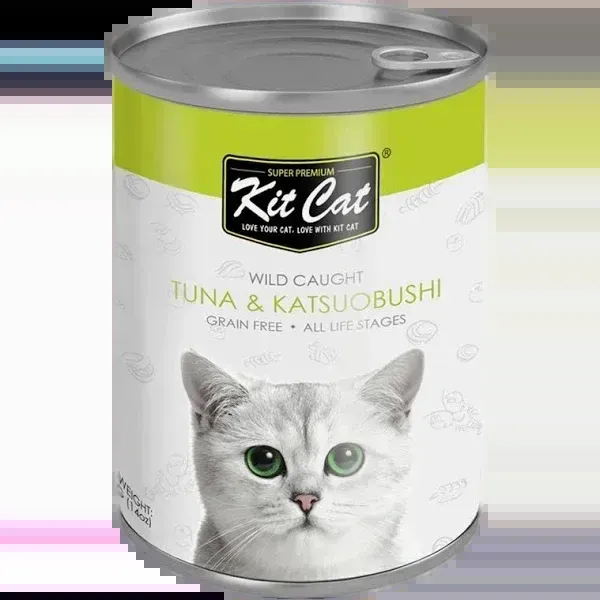 SUPER PREMIUM
Kit Cat®
LOVE YOUR CAT, LOVE WITH KIT CAT
WILD CAUGHT
TUNA & KATSUOBUSHI
GRAIN FREE • ALL LIFE STAGES
WEIGHT:
(14oz)